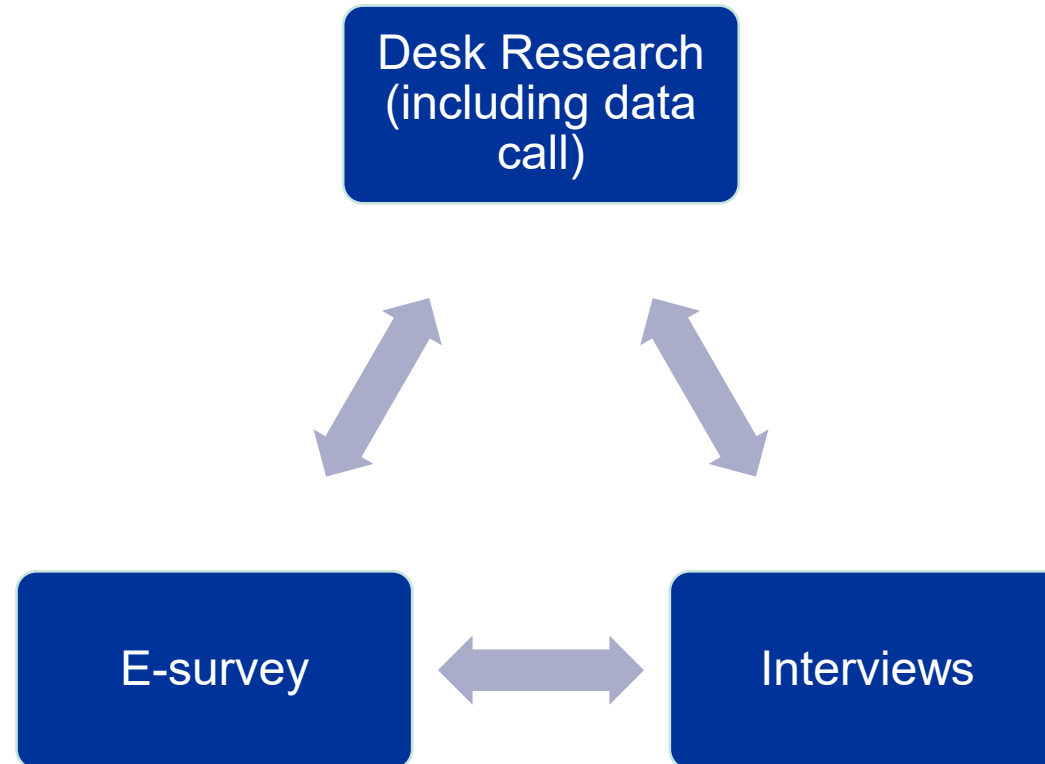 Desk Research
(including data
call)
E-survey
Interviews